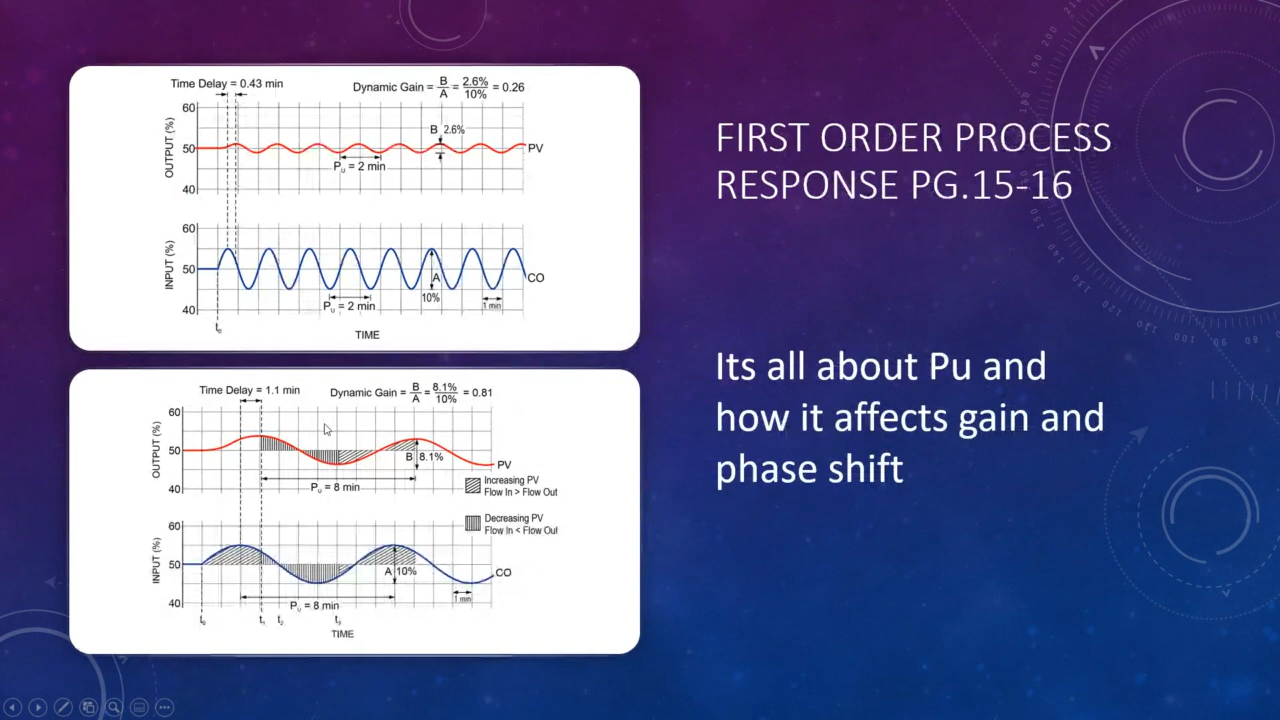 Time Delay = 0.43 min
Dynamic Gain = B/A = 2.6%/10% = 0.26
60
OUTPUT (%)
50
40
B 2.6%
PV
Pu = 2 min
60
INPUT (%)
50
40
A
10%
CO
Pu = 2 min
1 min
t0
TIME
Time Delay = 1.1 min
Dynamic Gain = B/A = 8.1%/10% = 0.81
60
OUTPUT (%)
50
40
B 8.1%
PV
Pu = 8 min
Increasing PV
Flow In > Flow Out
Decreasing PV
Flow In < Flow Out
60
INPUT (%)
50
40
A 10%
CO
Pu = 8 min
1 min
t0 t1 t2 t3
TIME
FIRST ORDER PROCESS
RESPONSE PG.15-16
Its all about Pu and
how it affects gain and
phase shift